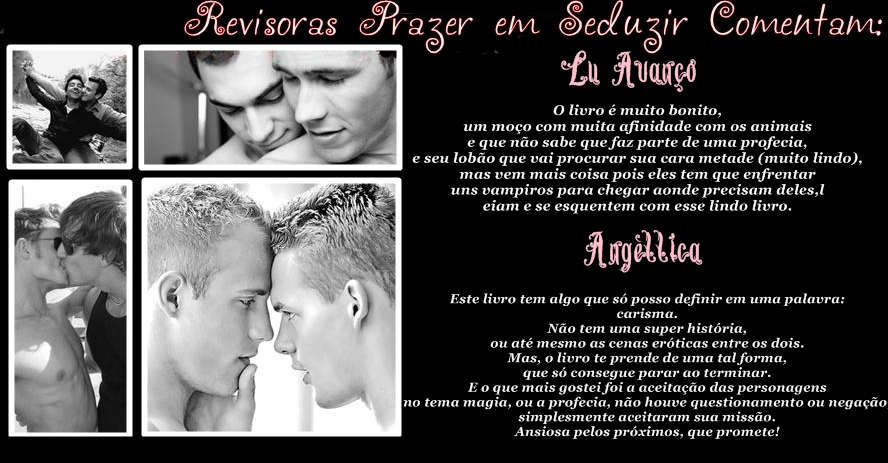 Revisoras Prazer em Seduzir Comentam:
Lu Avanço
O livro é muito bonito,
um moço com muita afinidade com os animais
e que não sabe que faz parte de uma profecia,
e seu lobão que vai procurar sua cara metade (muito lindo),
mas vem mais coisa pois eles tem que enfrentar
uns vampiros para chegar aonde precisam deles,l
eiam e se esquentem com esse lindo livro.
Angèllica
Este livro tem algo que só posso definir em uma palavra:
carisma.
Não tem uma super história,
ou até mesmo as cenas eróticas entre os dois.
Mas, o livro te prende de uma tal forma,
que só consegue parar ao terminar.
E o que mais gostei foi a aceitação das personagens
no tema magia, ou a profecia, não houve questionamento ou negação
simplesmente aceitaram sua missão.
Ansiosa pelos próximos, que promete!